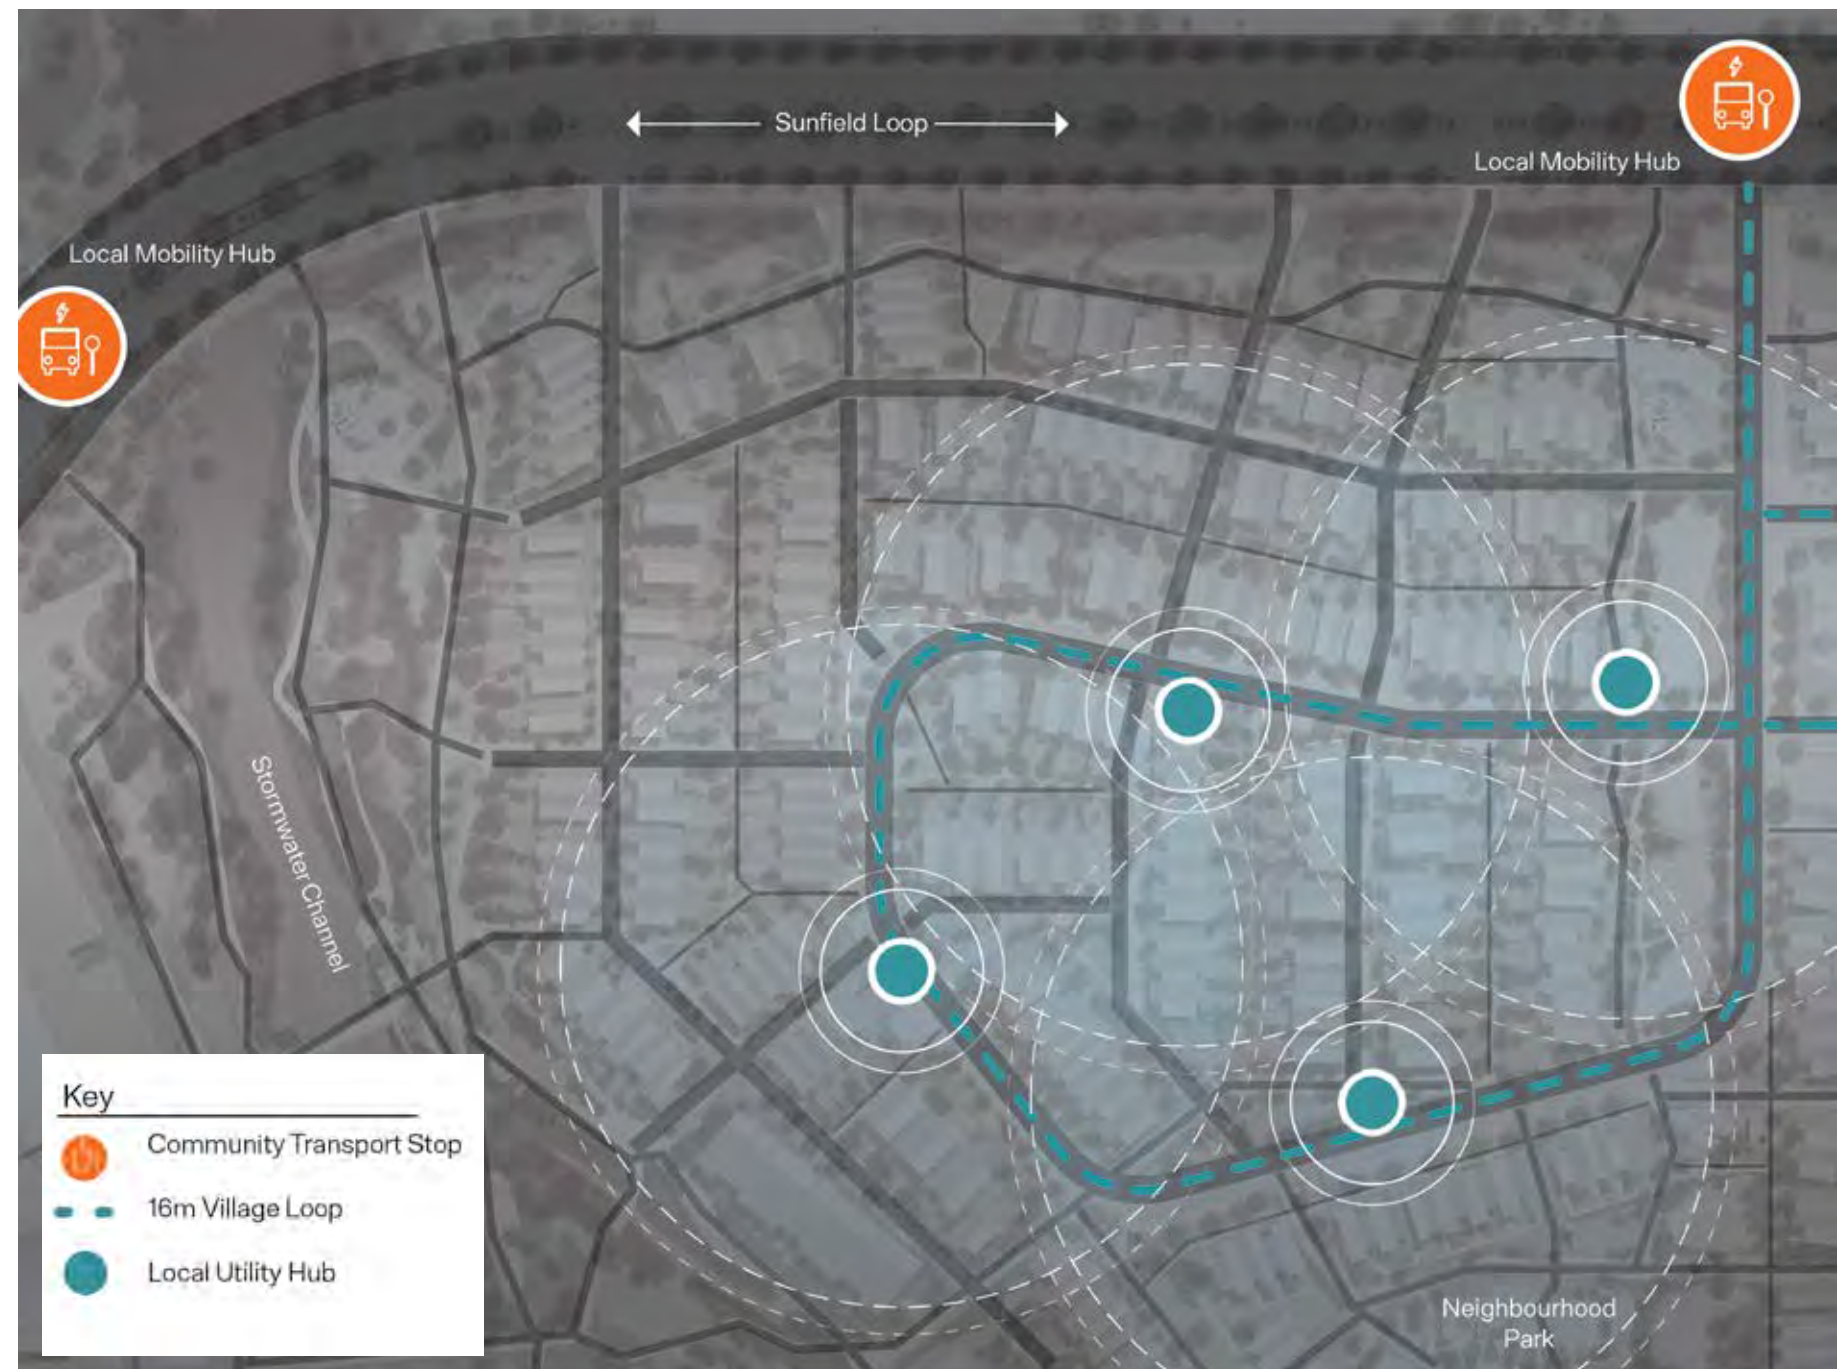 Sunfield Loop
Local Mobility Hub
Local Mobility Hub
Stormwater Channel
Key
Community Transport Stop
16m Village Loop
Local Utility Hub
Neighbourhood
Park